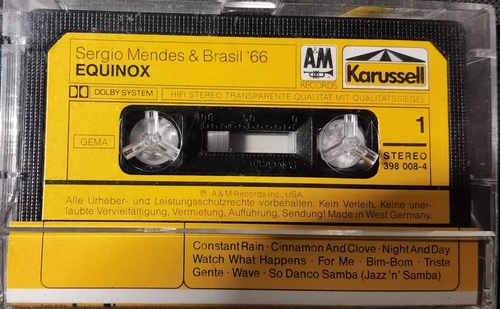 Sergio Mendes & Brasil '66
EQUINOX
A&M
RECORDS
Karussell
DOLBY SYSTEM
HIFI STEREO TRANSPARENTE QUALITÄT MIT QUALITÄTSSIEGEL
GEMA
100 50 0
1
STEREO
398 008-4
℗ A & M Records Inc., USA
Alle Urheber- und Leistungsschutzrechte vorbehalten. Kein Verleih. Keine uner-
laubte Vervielfältigung, Vermietung, Aufführung, Sendung! Made in West Germany.
Constant Rain · Cinnamon And Clove · Night And Day
Watch What Happens · For Me · Bim-Bom · Triste
Gente · Wave · So Danco Samba (Jazz 'n' Samba)